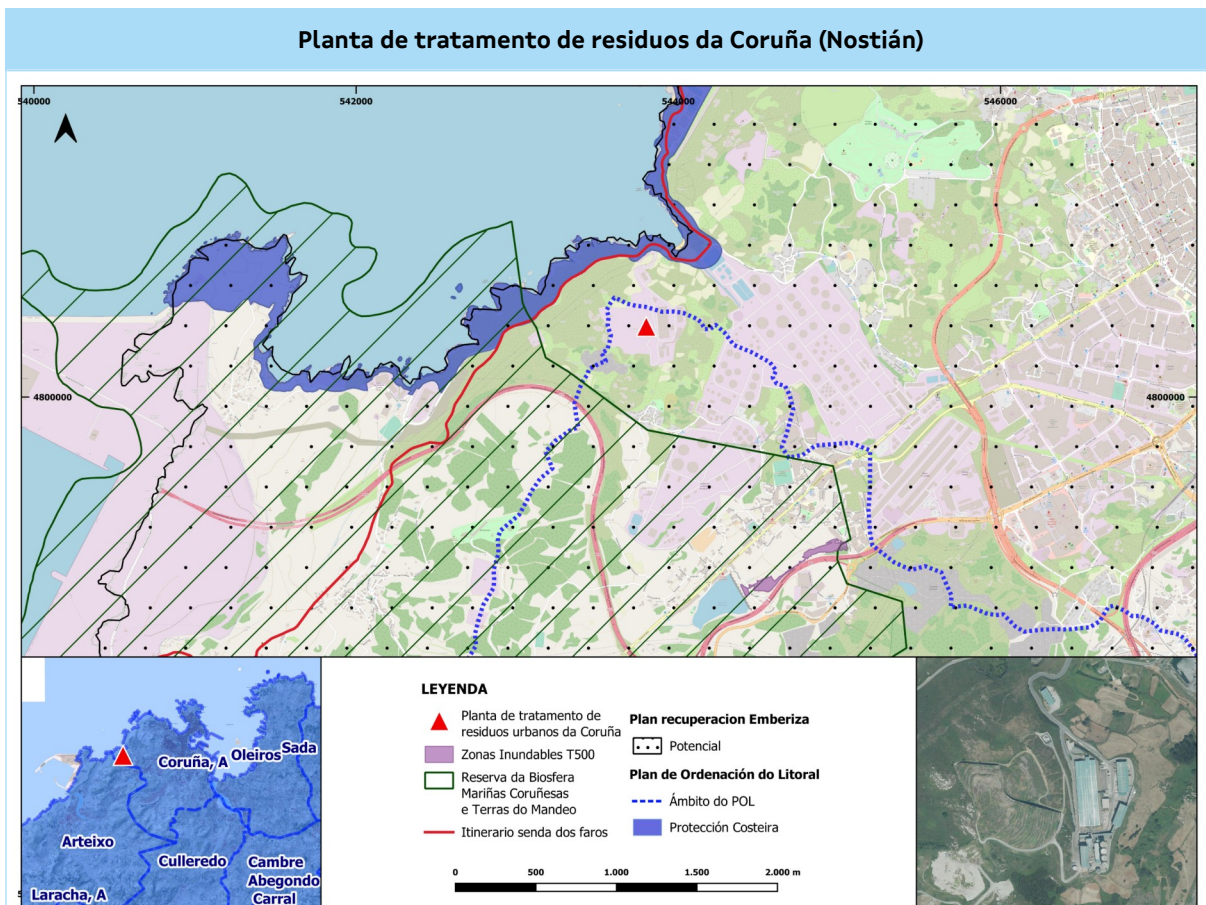 Planta de tratamento de residuos da Coruña (Nostián)
540000
542000
544000
546000
4800000
4800000
LEYENDA
Planta de tratamento de
residuos urbanos da Coruña
Zonas Inundables T500
Reserva da Biosfera
Mariñas Coruñesas
e Terras do Mandeo
Itinerario senda dos faros
Plan recuperacion Emberiza
Potencial
Plan de Ordenación do Litoral
Ámbito do POL
Protección Costeira
0 500 1.000 1.500 2.000 m
Coruña, A
Oleiros
Sada
Arteixo
Culleredo
Cambre
Abegondo
Carral
Laracha, A